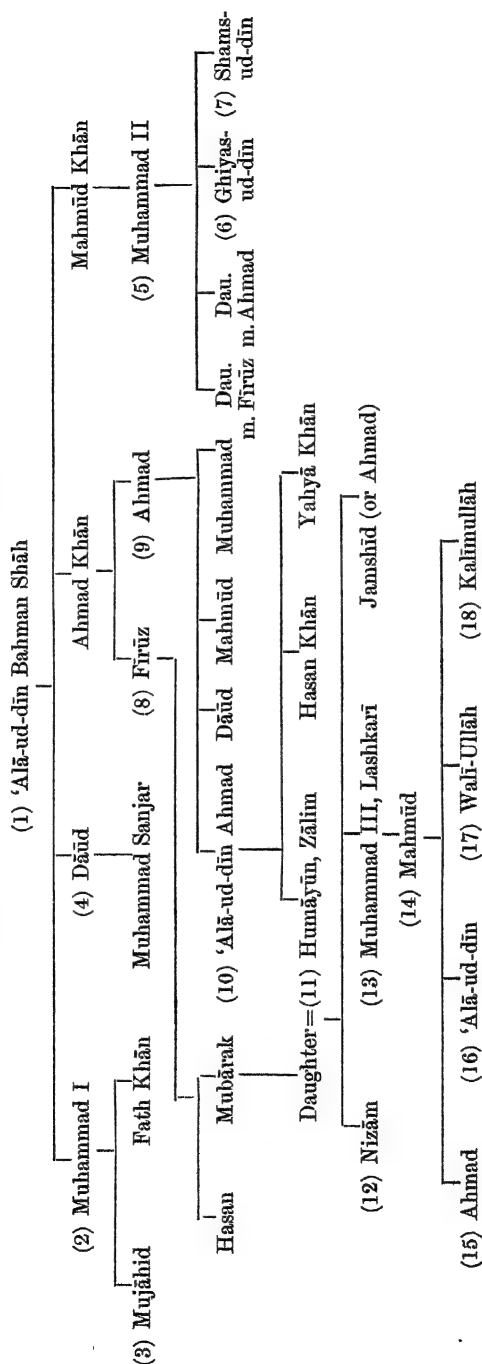 (1) ‘Alā-ud-dīn Bahman Shāh
(2) Muhammad I (4) Dāūd Ahmad Khān Mahmūd Khān
(3) Mujāhid Fath Khān Muhammad Sanjar (8) Fīrūz (9) Ahmad (5) Muhammad II
Hasan Mubārak (10) ‘Alā-ud-dīn Ahmad Dāūd Mahmūd Muhammad Dau. Dau. (6) Ghiyas- (7) Shams-
m. Fīrūz m. Ahmad ud-dīn ud-dīn
Daughter=(11) Humāyūn, Zālim Hasan Khān Yahyā Khān
(12) Nizām (13) Muhammad III, Lashkarī Jamshīd (or Ahmad)
(14) Mahmūd
(15) Ahmad (16) ‘Alā-ud-dīn (17) Walī-Ullāh (18) Kalīmullāh